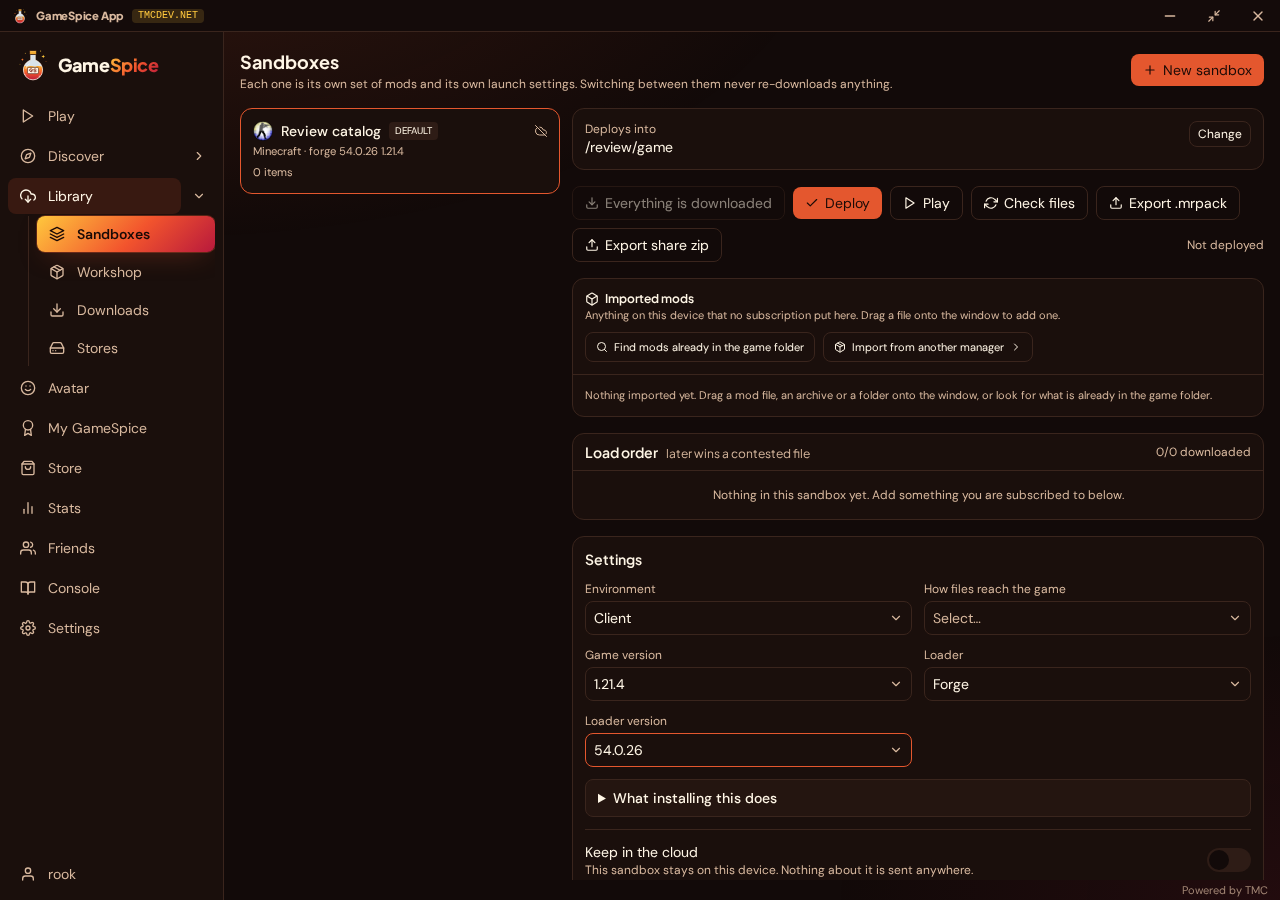 GameSpice App TMCDEV.NET
GameSpice
Play
Discover
Library
Sandboxes
Workshop
Downloads
Stores
Avatar
My GameSpice
Store
Stats
Friends
Console
Settings
rook
Sandboxes
Each one is its own set of mods and its own launch settings. Switching between them never re-downloads anything.
New sandbox
Review catalog DEFAULT
Minecraft · forge 54.0.26 1.21.4
0 items
Deploys into
/review/game
Change
Everything is downloaded
Deploy
Play
Check files
Export .mrpack
Export share zip
Not deployed
Imported mods
Anything on this device that no subscription put here. Drag a file onto the window to add one.
Find mods already in the game folder
Import from another manager
Nothing imported yet. Drag a mod file, an archive or a folder onto the window, or look for what is already in the game folder.
Load order later wins a contested file
0/0 downloaded
Nothing in this sandbox yet. Add something you are subscribed to below.
Settings
Environment
Client
How files reach the game
Select...
Game version
1.21.4
Loader
Forge
Loader version
54.0.26
What installing this does
Keep in the cloud
This sandbox stays on this device. Nothing about it is sent anywhere.
Powered by TMC